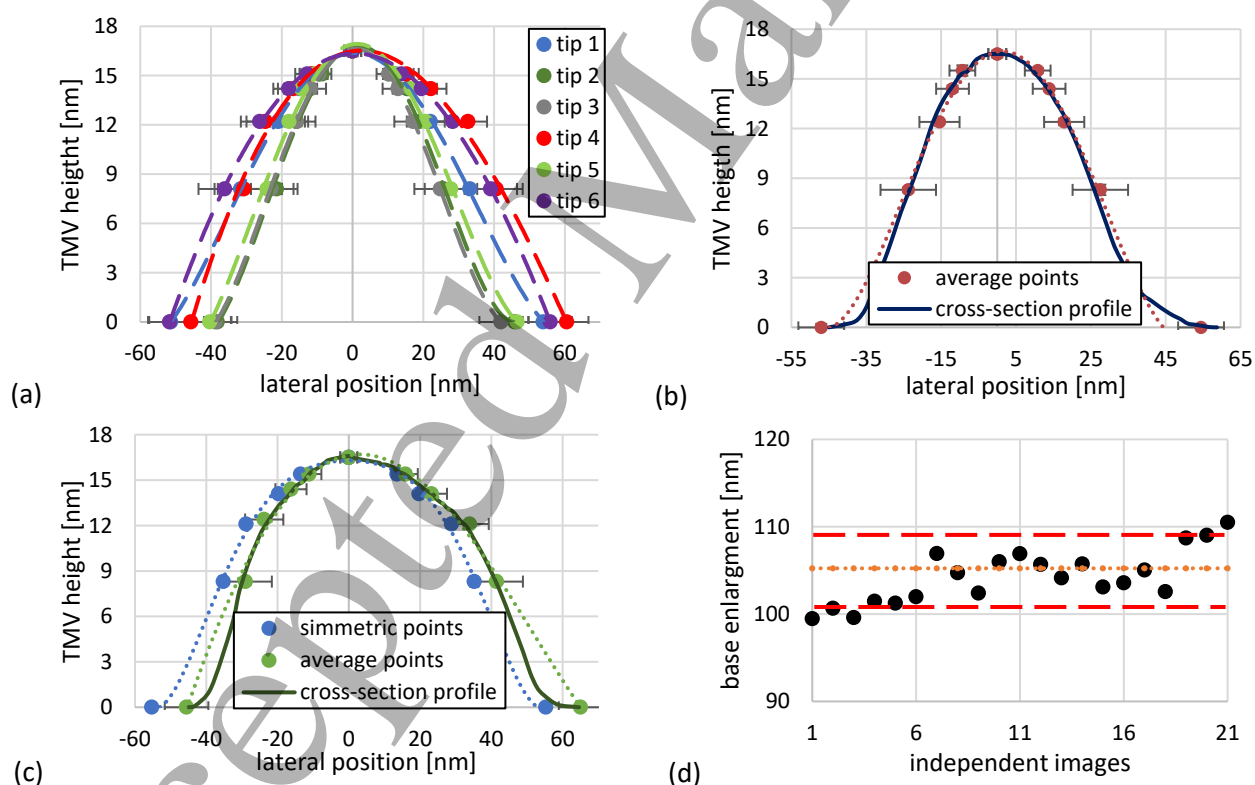 18
15
12
9
6
3
0
-60 -40 -20 0 20 40 60
TMV heigtht [nm]
lateral position [nm]
tip 1
tip 2
tip 3
tip 4
tip 5
tip 6
(a)
18
15
12
9
6
3
0
-55 -35 -15 5 25 45 65
TMV heigth [nm]
lateral position [nm]
average points
cross-section profile
(b)
18
15
12
9
6
3
0
-60 -40 -20 0 20 40 60
TMV height [nm]
lateral position [nm]
simmetric points
average points
cross-section profile
(c)
120
110
100
90
1 6 11 16 21
base enlargment [nm]
independent images
(d)
cepted Ma